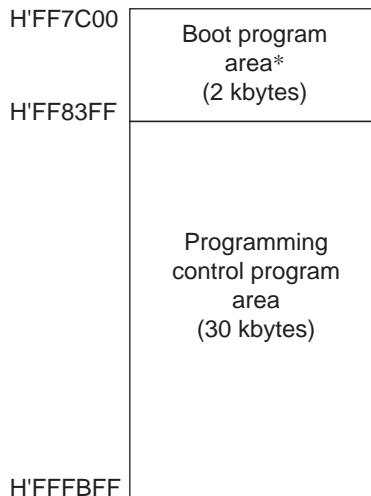 H'FF7C00
Boot program
area*
(2 kbytes)
H'FF83FF
Programming
control program
area
(30 kbytes)
H'FFFBFF